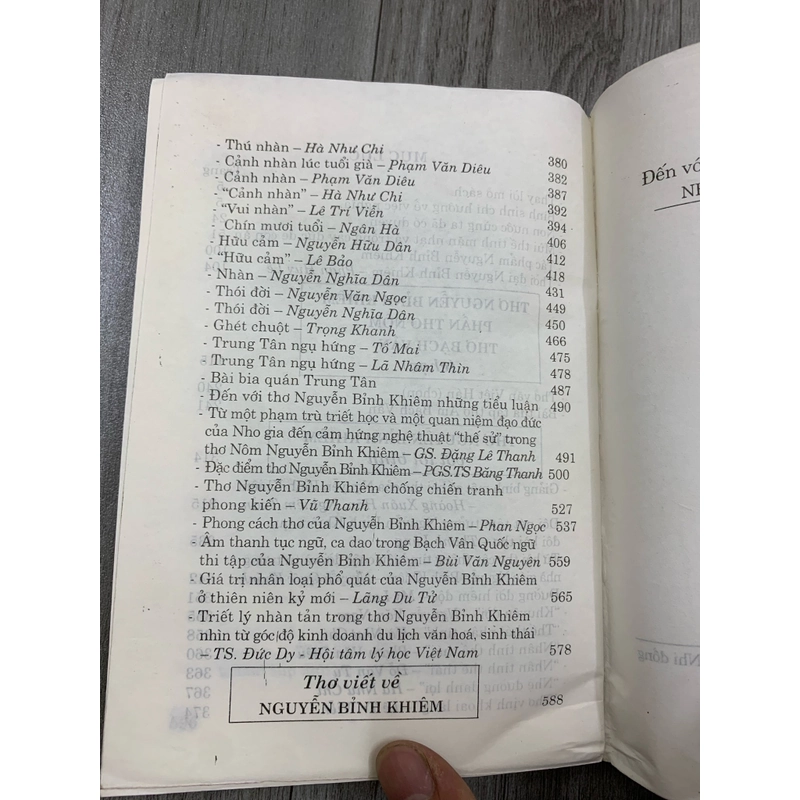 - Thú nhàn – Hà Như Chi 380
- Cảnh nhàn lúc tuổi già – Phạm Văn Diêu 382
- Cảnh nhàn – Phạm Văn Diêu 387
- "Cảnh nhàn" – Hà Như Chi 392
- "Vui nhàn" – Lê Trí Viễn 394
- Chín mươi tuổi - Ngân Hà 406
- Hữu cảm – Nguyễn Hữu Dân 412
- "Hữu cảm" – Lê Bảo 418
- Nhàn – Nguyễn Nghĩa Dân 431
- Thói đời – Nguyễn Văn Ngọc 449
- Thói đời – Nguyễn Nghĩa Dân 450
- Ghét chuột – Trọng Khanh 466
- Trung Tân ngụ hứng – Tố Mai 475
- Trung Tân ngụ hứng – Lã Nhâm Thìn 478
- Bài bia quán Trung Tân 487
- Đến với thơ Nguyễn Bỉnh Khiêm những tiểu luận 490
- Từ một phạm trù triết học và một quan niệm đạo đức
của Nho gia đến cảm hứng nghệ thuật "thế sử" trong
thơ Nôm Nguyễn Bỉnh Khiêm – GS. Đặng Lê Thanh 491
- Đặc điểm thơ Nguyễn Bỉnh Khiêm – PGS.TS Băng Thanh 500
- Thơ Nguyễn Bỉnh Khiêm chống chiến tranh
phong kiến – Vũ Thanh 527
- Phong cách thơ của Nguyễn Bỉnh Khiêm – Phan Ngọc 537
- Âm thanh tục ngữ, ca dao trong Bạch Vân Quốc ngữ
thi tập của Nguyễn Bỉnh Khiêm – Bùi Văn Nguyên 559
- Giá trị nhân loại phổ quát của Nguyễn Bỉnh Khiêm
ở thiên niên kỷ mới – Lãng Du Tử 565
- Triết lý nhàn tản trong thơ Nguyễn Bỉnh Khiêm
nhìn từ góc độ kinh doanh du lịch văn hoá, sinh thái
- TS. Đức Dy - Hội tâm lý học Việt Nam 578
Thơ viết về
NGUYỄN BỈNH KHIÊM 588
Đến vớ